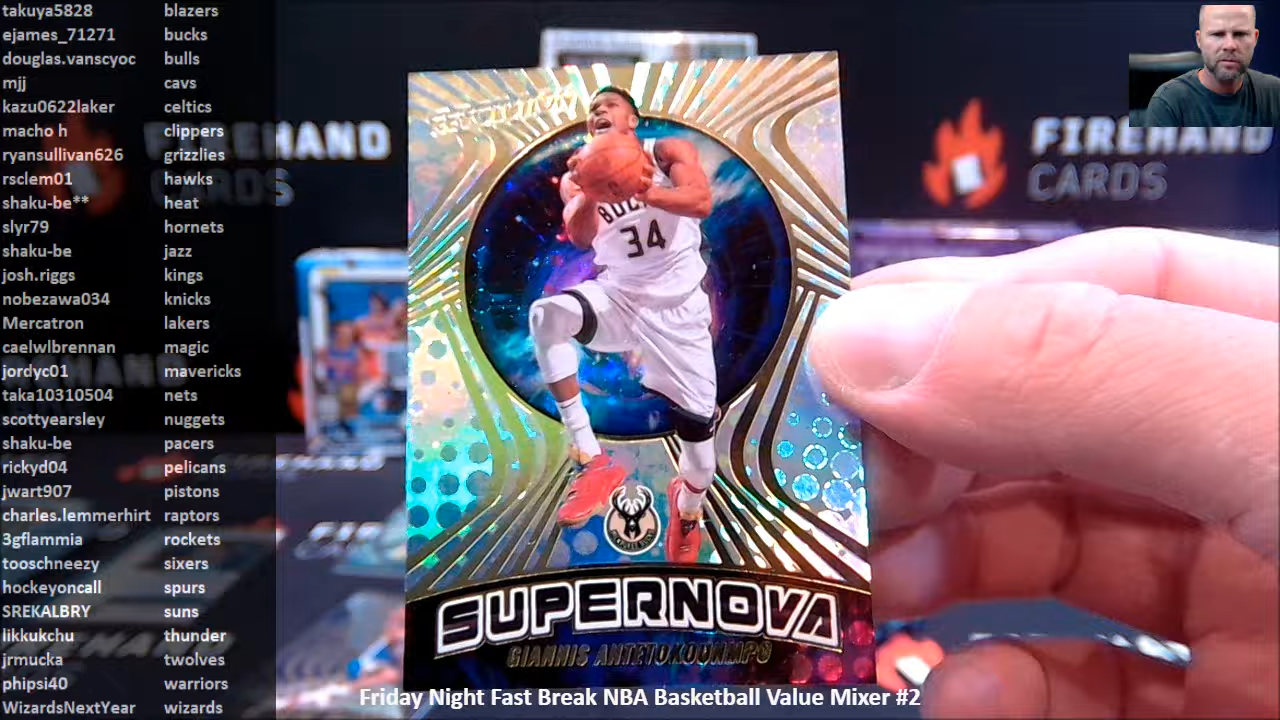 takuya5828 blazers
ejames_71271 bucks
douglas.vanscyoc bulls
mjj cavs
kazu0622laker celtics
macho h clippers
ryansullivan626 grizzlies
rsclem01 hawks
shaku-be** heat
slyr79 hornets
shaku-be jazz
josh.riggs kings
nobezawa034 knicks
Mercatron lakers
caelwlbrennan magic
jordyc01 mavericks
taka10310504 nets
scottyearsley nuggets
shaku-be pacers
rickyd04 pelicans
jwart907 pistons
charles.lemmerhirt raptors
3gflammia rockets
tooschneezy sixers
hockeyoncall spurs
SREKALBRY suns
likkukchu thunder
jrmucka twolves
phipsi40 warriors
WizardsNextYear wizards
FIREHAND
CARDS
FIREHAND
CARDS
34
SUPERNOVA
GIANNIS ANTETOKOUNMPO
Friday Night Fast Break NBA Basketball Value Mixer #2